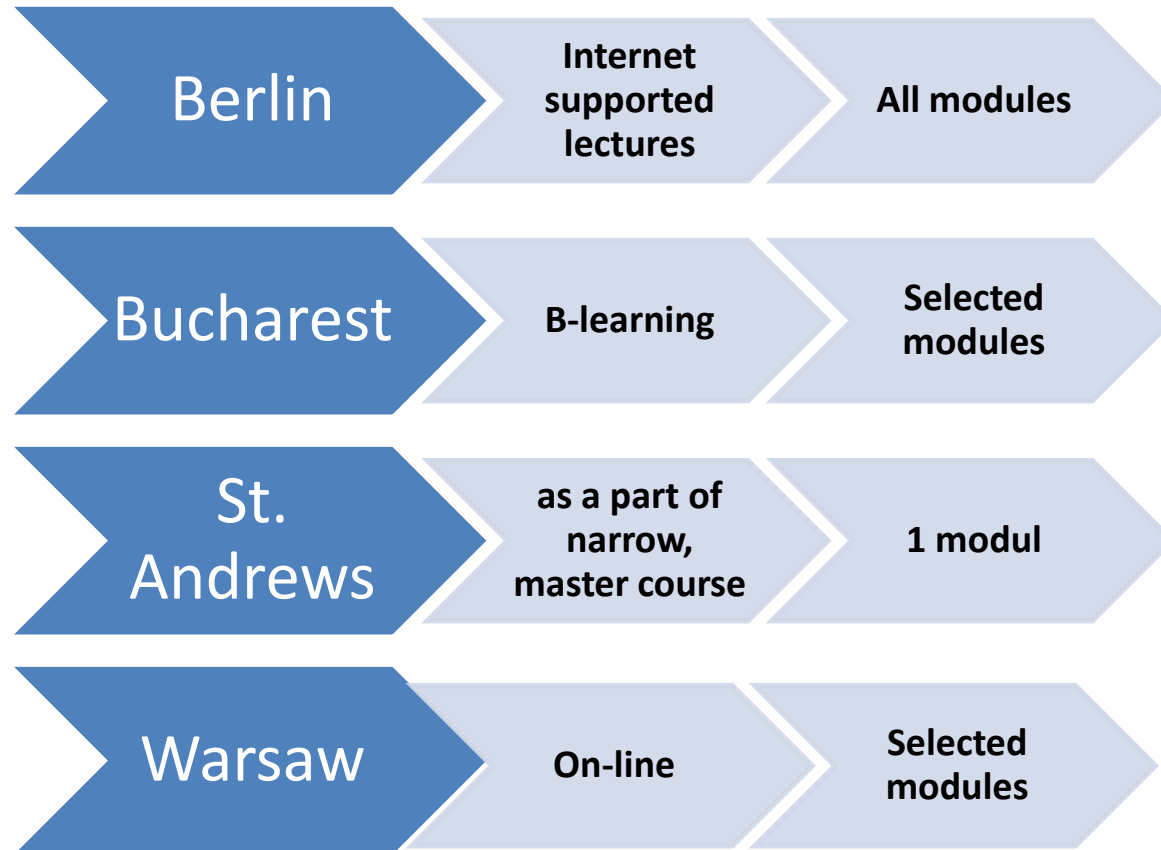 Berlin
Internet
supported
lectures
All modules
Bucharest
B-learning
Selected
modules
St.
Andrews
as a part of
narrow,
master course
1 modul
Warsaw
On-line
Selected
modules